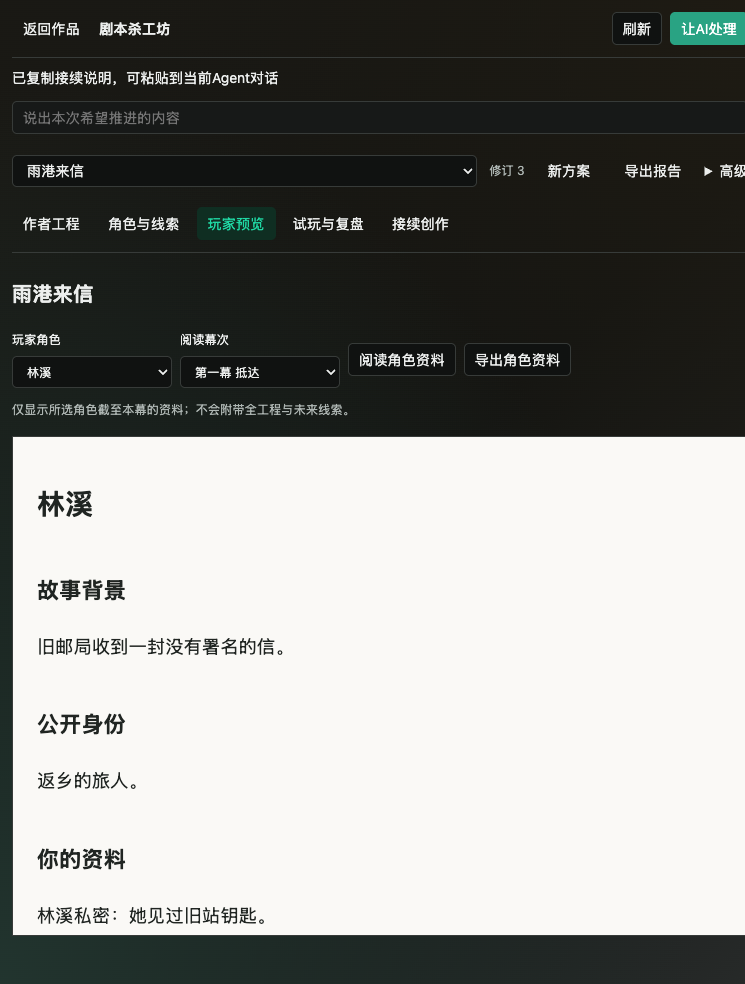 返回作品 剧本杀工坊 刷新 让AI处理
已复制接续说明，可粘贴到当前Agent对话
说出本次希望推进的内容
雨港来信 修订 3 新方案 导出报告 ▶ 高级
作者工程 角色与线索 玩家预览 试玩与复盘 接续创作
雨港来信
玩家角色 阅读幕次
林溪 第一幕 抵达 阅读角色资料 导出角色资料
仅显示所选角色截至本幕的资料；不会附带全工程与未来线索。
林溪
故事背景
旧邮局收到一封没有署名的信。
公开身份
返乡的旅人。
你的资料
林溪私密：她见过旧站钥匙。